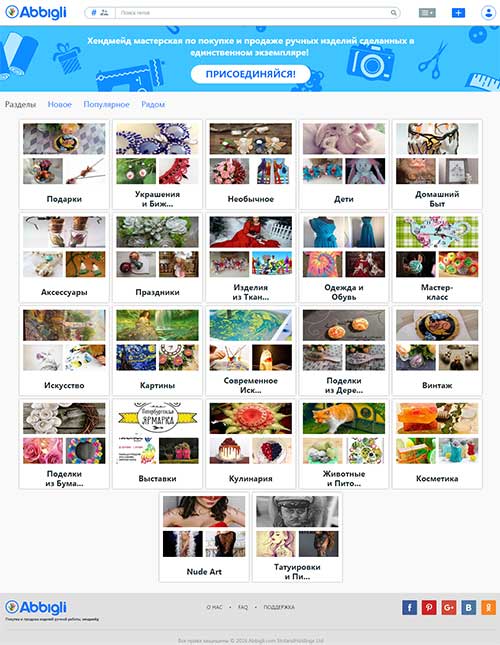 Abbigli
# Поиск тегов
Хендмейд мастерская по покупке и продаже ручных изделий сделанных в
единственном экземпляре!
ПРИСОЕДИНЯЙСЯ!
Разделы Новое Популярное Рядом
Подарки
Украшения
и Биж...
Необычное
Дети
Домашний
Быт
Аксессуары
Праздники
Изделия
из Ткан...
Одежда и
Обувь
Мастер-
класс
Искусство
Картины
Современное
Иск...
Поделки
из Дере...
Винтаж
Петербургская
ЯРМАРКА
Поделки
из Бума...
Выставки
Кулинария
Животные
и Пито...
Косметика
Nude Art
Татуировки
и Пи...
Abbigli
Покупка и продажа изделий ручной работы, хендмейд
О НАС • FAQ • ПОДДЕРЖКА
Все права защищены © 2016 Abbigli.com